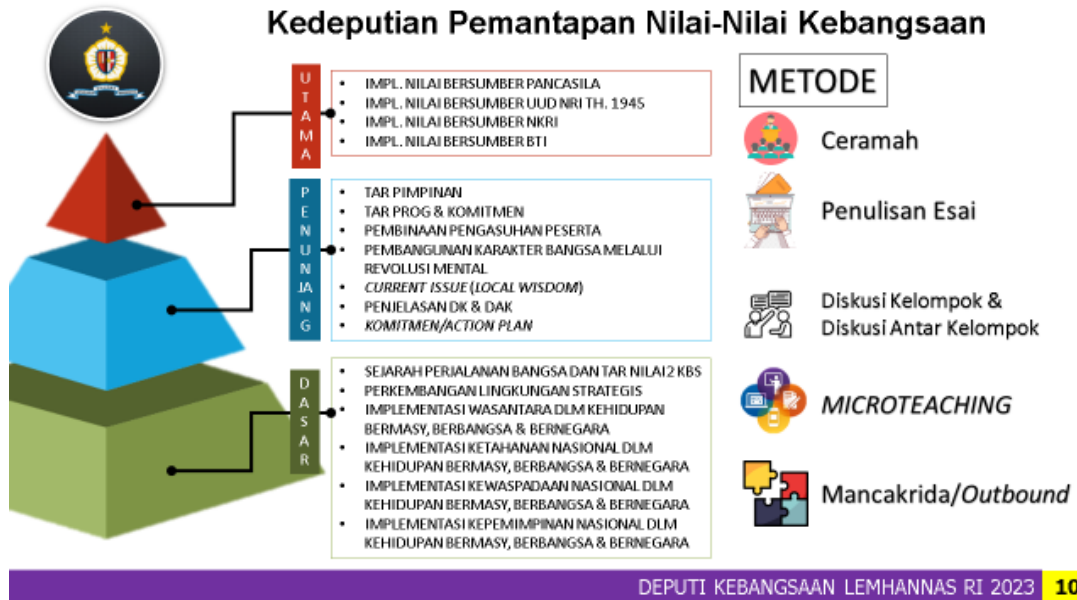 Kedeputian Pemantapan Nilai-Nilai Kebangsaan
UTAMA
• IMPL. NILAI BERSUMBER PANCASILA
• IMPL. NILAI BERSUMBER UUD NRI TH. 1945
• IMPL. NILAI BERSUMBER NKRI
• IMPL. NILAI BERSUMBER BTI
PENUNJANG
• TAR PIMPINAN
• TAR PROG & KOMITMEN
• PEMBINAAN PENGASUHAN PESERTA
• PEMBANGUNAN KARAKTER BANGSA MELALUI
REVOLUSI MENTAL
• CURRENT ISSUE (LOCAL WISDOM)
• PENJELASAN DK & DAK
• KOMITMEN/ACTION PLAN
DASAR
• SEJARAH PERJALANAN BANGSA DAN TAR NILAI2 KBS
• PERKEMBANGAN LINGKUNGAN STRATEGIS
• IMPLEMENTASI WASANTARA DLM KEHIDUPAN
BERMASY, BERBANGSA & BERNEGARA
• IMPLEMENTASI KETAHANAN NASIONAL DLM
KEHIDUPAN BERMASY, BERBANGSA & BERNEGARA
• IMPLEMENTASI KEWASPADAAN NASIONAL DLM
KEHIDUPAN BERMASY, BERBANGSA & BERNEGARA
• IMPLEMENTASI KEPEMIMPINAN NASIONAL DLM
KEHIDUPAN BERMASY, BERBANGSA & BERNEGARA
METODE
Ceramah
Penulisan Esai
Diskusi Kelompok &
Diskusi Antar Kelompok
MICROTEACHING
Mancakrida/Outbound
DEPUTI KEBANGSAAN LEMHANNAS RI 2023
10